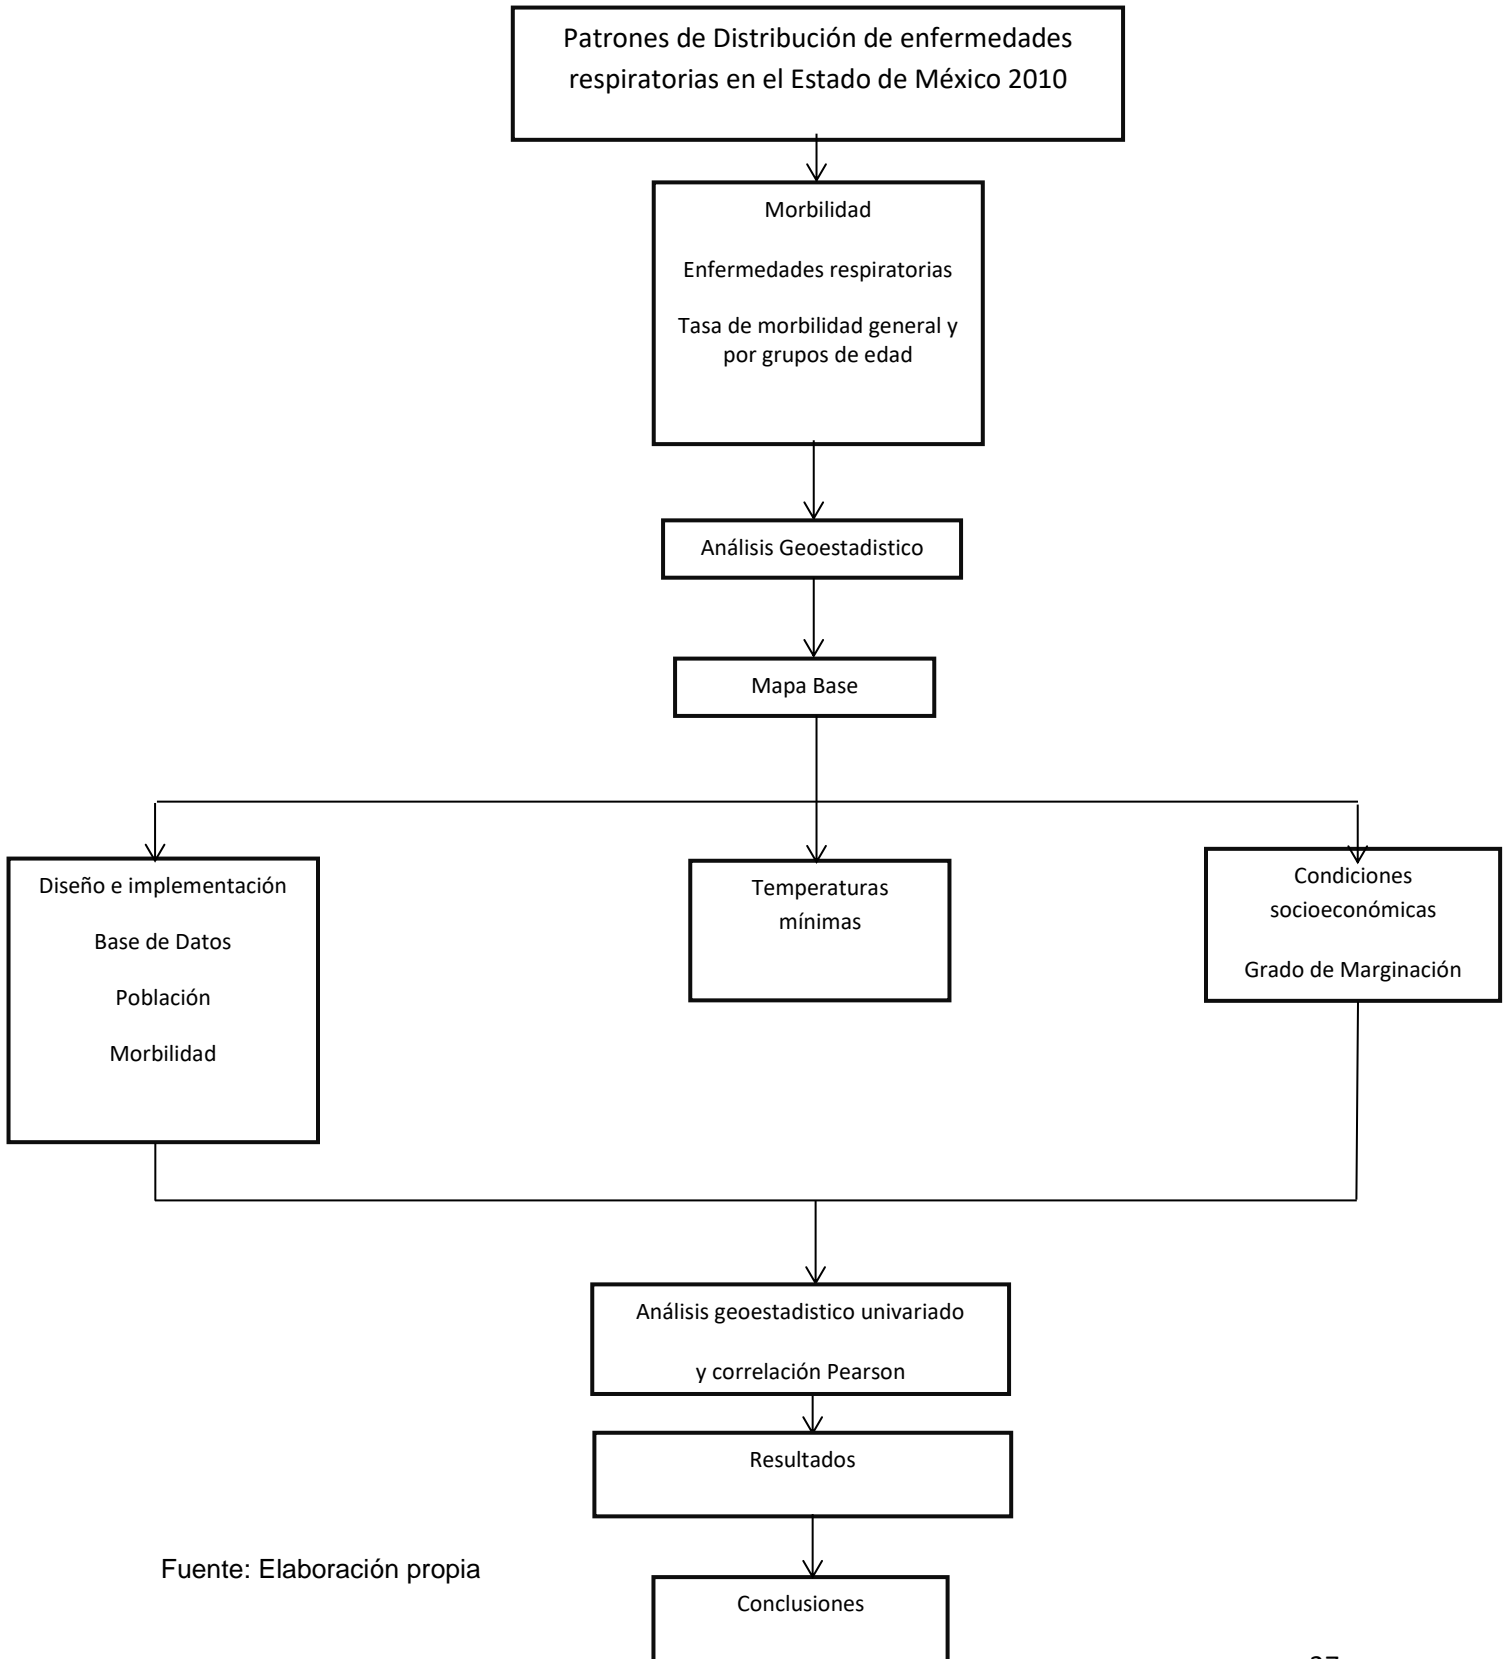 Patrones de Distribución de enfermedades
respiratorias en el Estado de México 2010
Morbilidad
Enfermedades respiratorias
Tasa de morbilidad general y
por grupos de edad
Análisis Geoestadistico
Mapa Base
Diseño e implementación
Base de Datos
Población
Morbilidad
Temperaturas
mínimas
Condiciones
socioeconómicas
Grado de Marginación
Análisis geoestadistico univariado
y correlación Pearson
Resultados
Fuente: Elaboración propia
Conclusiones